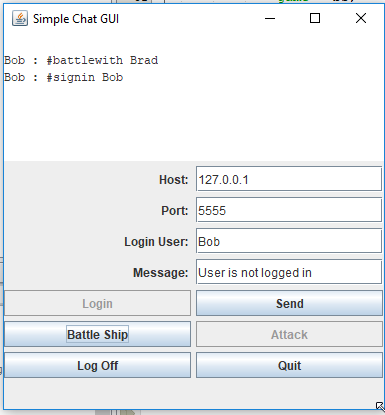 Simple Chat GUI
Bob : #battlewith Brad
Bob : #signin Bob
Host: 127.0.0.1
Port: 5555
Login User: Bob
Message: User is not logged in
Login Send
Battle Ship Attack
Log Off Quit